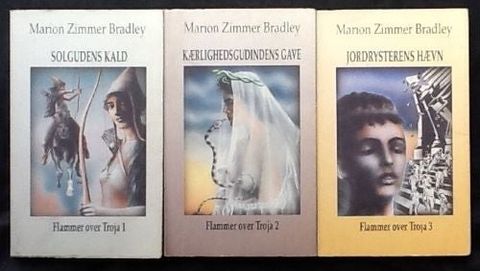 Marion Zimmer Bradley
SOLGUDENS KALD
Flammer over Troja 1
Marion Zimmer Bradley
KÆRLIGHEDSGUDINDENS GAVE
Flammer over Troja 2
Marion Zimmer Bradley
JORDRYSTERENS HÆVN
Flammer over Troja 3